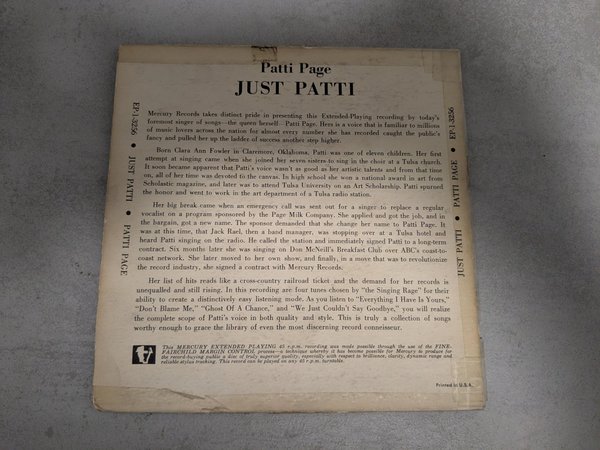 Patti Page
JUST PATTI
Mercury Records takes distinct pride in presenting this Extended-Playing recording by today's
foremost singer of songs—the queen herself—Patti Page. Hers is a voice that is familiar to millions
of music lovers across the nation for almost every number she has recorded caught the public's
fancy and pulled her up the ladder of success another step higher.
Born Clara Ann Fowler in Claremore, Oklahoma, Patti was one of eleven children. Her first
attempt at singing came when she joined her seven sisters to sing in the choir at a Tulsa church.
It soon became apparent that Patti's voice wasn't as good as her artistic talents and from that time
on, all of her time was devoted to the canvas. In high school she won a national award in art from
Scholastic magazine, and later was to attend Tulsa University on an Art Scholarship. Patti spurned
the honor and went to work in the art department of a Tulsa radio station.
Her big break came when an emergency call was sent out for a singer to replace a regular
vocalist on a program sponsored by the Page Milk Company. She applied and got the job, and in
the bargain, got a new name. The sponsor demanded that she change her name to Patti Page. It
was at this time, that Jack Rael, then a band manager, was stopping over at a Tulsa hotel and
heard Patti singing on the radio. He called the station and immediately signed Patti to a long-term
contract. Six months later she was singing on Don McNeill's Breakfast Club over ABC's coast-to-
coast network. She later moved to her own show, and finally, in a move that was to revolutionize
the record industry, she signed a contract with Mercury Records.
Her list of hits reads like a cross-country railroad ticket and the demand for her records is
unequalled and still rising. In this recording are four tunes chosen by "the Singing Rage" for their
ability to create a distinctively easy listening mode. As you listen to "Everything I Have Is Yours,"
"Don't Blame Me," "Ghost Of A Chance," and "We Just Couldn't Say Goodbye," you will realize
the complete scope of Patti's voice in both quality and style. This is truly a collection of songs
worthy enough to grace the library of even the most discerning record connoisseur.
This MERCURY EXTENDED PLAYING 45 r.p.m. recording was made possible through the use of the FINE-
FAIRCHILD MARGIN CONTROL process—a technique whereby it has become possible for Mercury to produce for
the record-buying public a disc of truly superior quality, especially with respect to brilliance, clarity, dynamic range and
reliable stylus tracking. This record can be played on any 45 r.p.m. turntable.
Printed in U.S.A.
EP-1-3256 • JUST PATTI • PATTI PAGE
JUST PATTI • PATTI PAGE • EP-1-3256